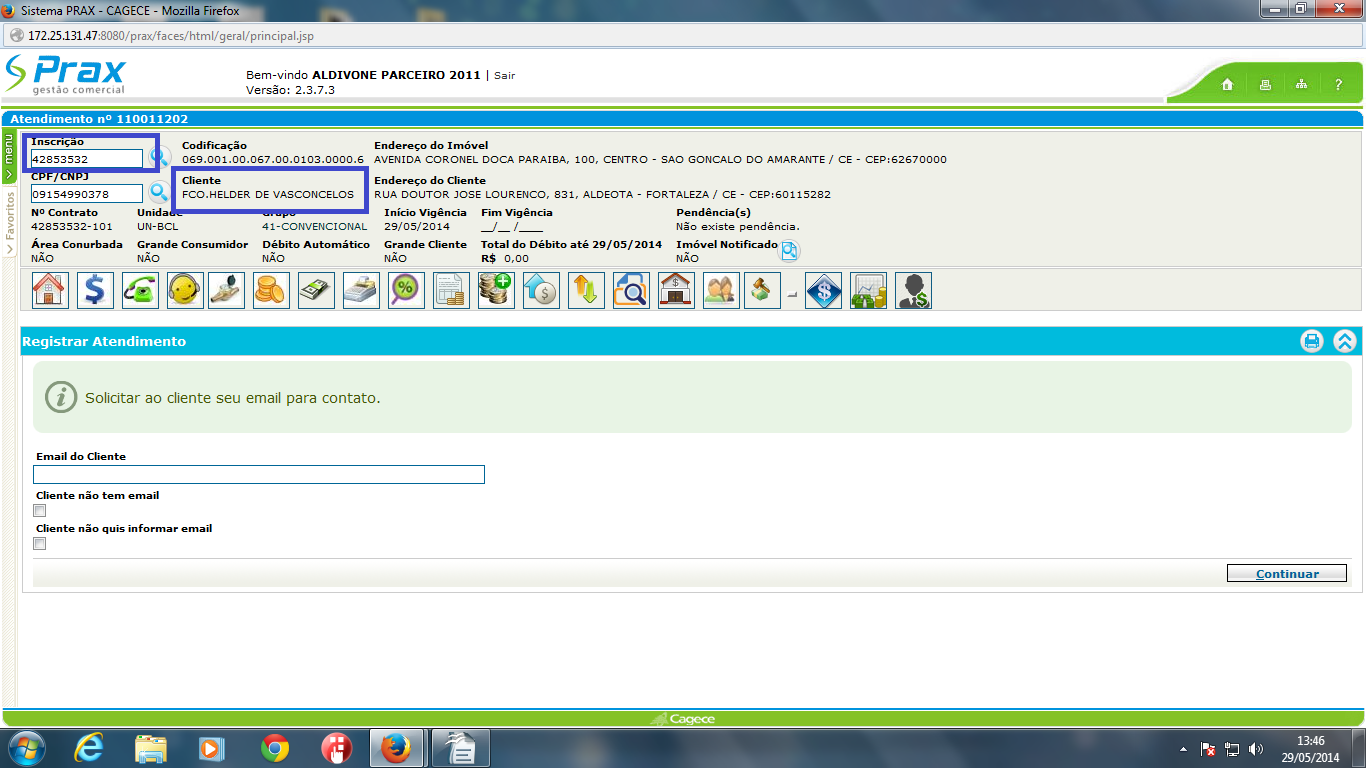 Sistema PRAX - CAGECE - Mozilla Firefox
172.25.131.47:8080/prax/faces/html/geral/principal.jsp
Prax
gestão comercial
Bem-vindo ALDIVONE PARCEIRO 2011 | Sair
Versão: 2.3.7.3
?
Atendimento nº 110011202
menu
Favoritos
Inscrição
42853532
Codificação
069.001.00.067.00.0103.0000.6
Endereço do Imóvel
AVENIDA CORONEL DOCA PARAIBA, 100, CENTRO - SAO GONCALO DO AMARANTE / CE - CEP:62670000
CPF/CNPJ
09154990378
Cliente
FCO.HELDER DE VASCONCELOS
Endereço do Cliente
RUA DOUTOR JOSE LOURENCO, 831, ALDEOTA - FORTALEZA / CE - CEP:60115282
Nº Contrato
42853532-101
Unidade
UN-BCL
Grupo
41-CONVENCIONAL
Início Vigência
29/05/2014
Fim Vigência
__/__ /____
Pendência(s)
Não existe pendência.
Área Conurbada
NÃO
Grande Consumidor
NÃO
Débito Automático
NÃO
Grande Cliente
NÃO
Total do Débito até 29/05/2014
R$ 0,00
Imóvel Notificado
NÃO
Registrar Atendimento
Solicitar ao cliente seu email para contato.
Email do Cliente
Cliente não tem email
Cliente não quis informar email
Continuar
Cagece
13:46
29/05/2014